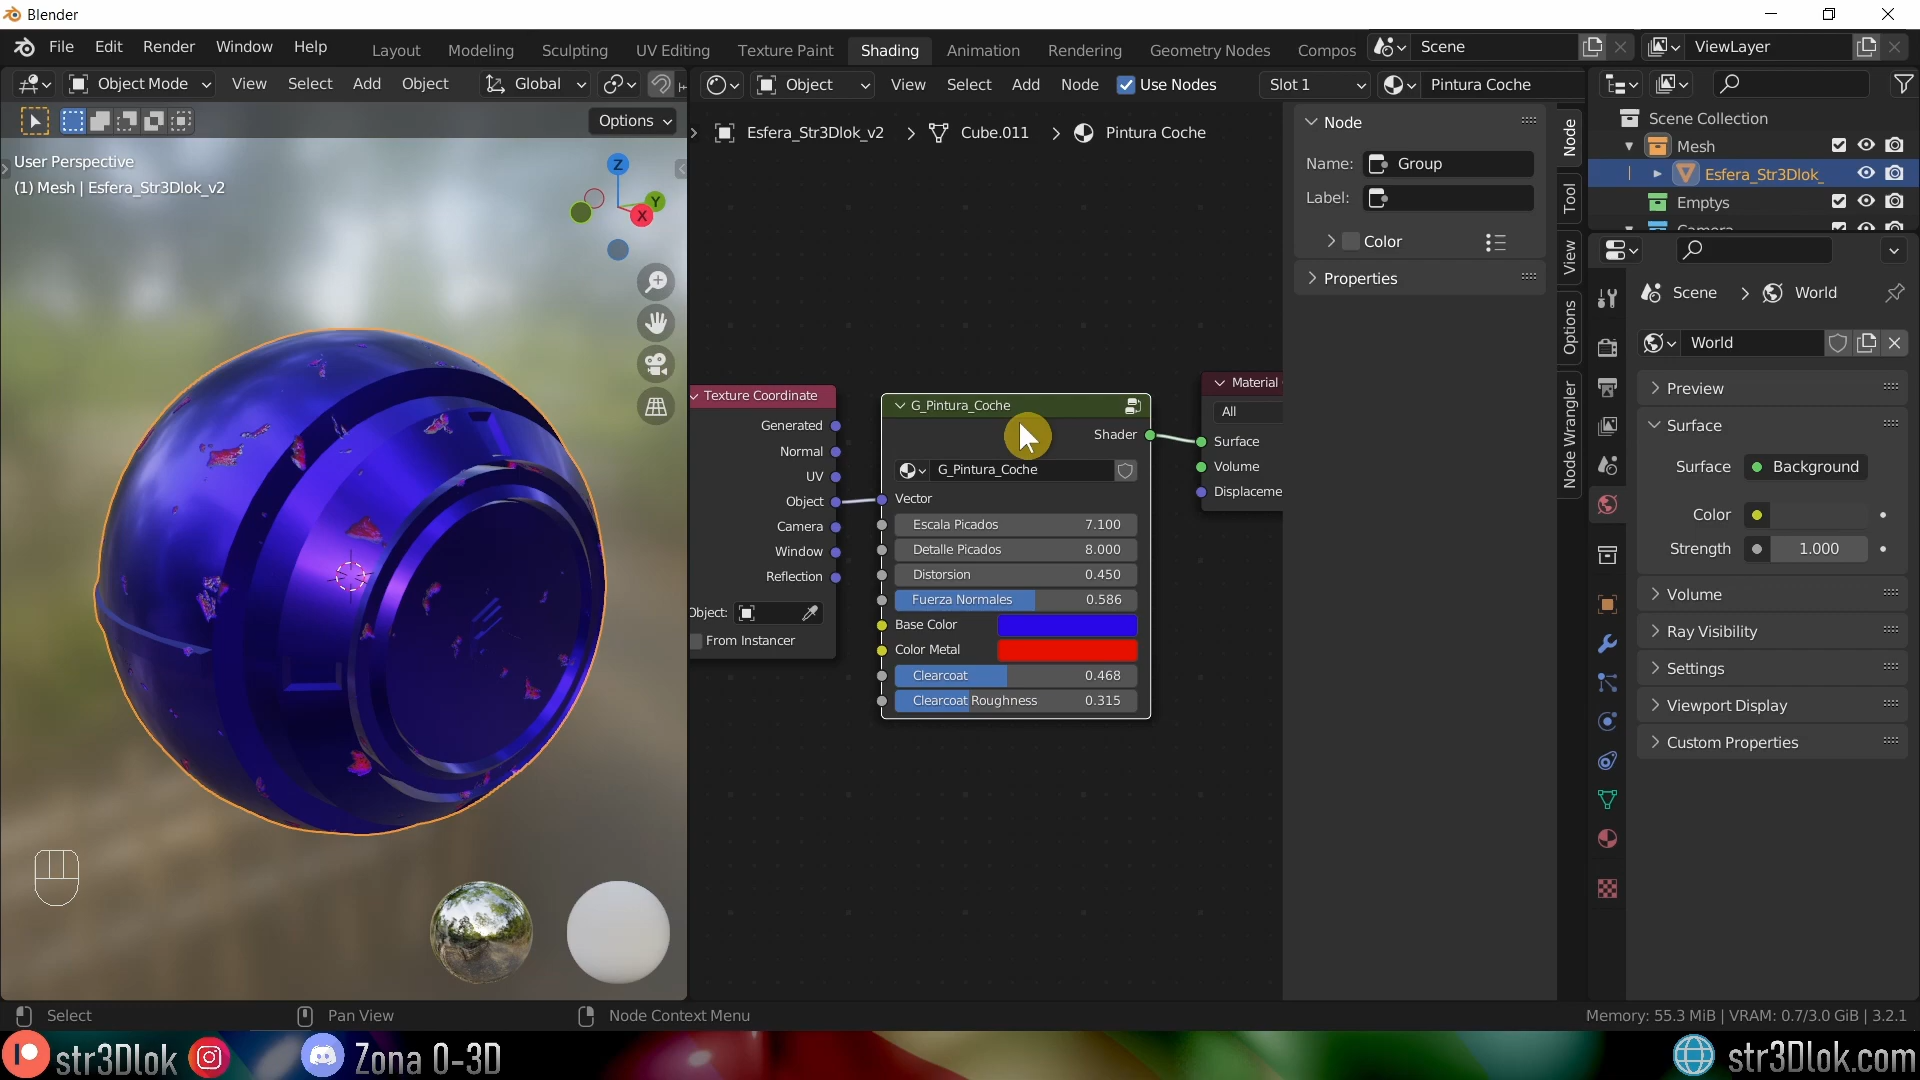 Blender
File Edit Render Window Help
Layout Modeling Sculpting UV Editing Texture Paint Shading Animation Rendering Geometry Nodes Compos
Scene
ViewLayer
Object Mode View Select Add Object Global
Object View Select Add Node Use Nodes Slot 1 Pintura Coche
Options
User Perspective
(1) Mesh | Esfera_Str3Dlok_v2
Z
Y
X
Esfera_Str3Dlok_v2 > Cube.011 > Pintura Coche
Texture Coordinate
Generated
Normal
UV
Object
Camera
Window
Reflection
Object:
From Instancer
G_Pintura_Coche
Shader
G_Pintura_Coche
Vector
Escala Picados 7.100
Detalle Picados 8.000
Distorsion 0.450
Fuerza Normales 0.586
Base Color
Color Metal
Clearcoat 0.468
Clearcoat Roughness 0.315
Material
All
Surface
Volume
Displaceme
Node
Name: Group
Label:
Color
Properties
Node
Tool
View
Options
Node Wrangler
Scene Collection
Mesh
Esfera_Str3Dlok_
Emptys
Camera
Scene > World
World
Preview
Surface
Surface Background
Color
Strength 1.000
Volume
Ray Visibility
Settings
Viewport Display
Custom Properties
Select
Pan View
Node Context Menu
Memory: 55.3 MiB | VRAM: 0.7/3.0 GiB | 3.2.1
str3Dlok
Zona 0-3D
str3Dlok.com